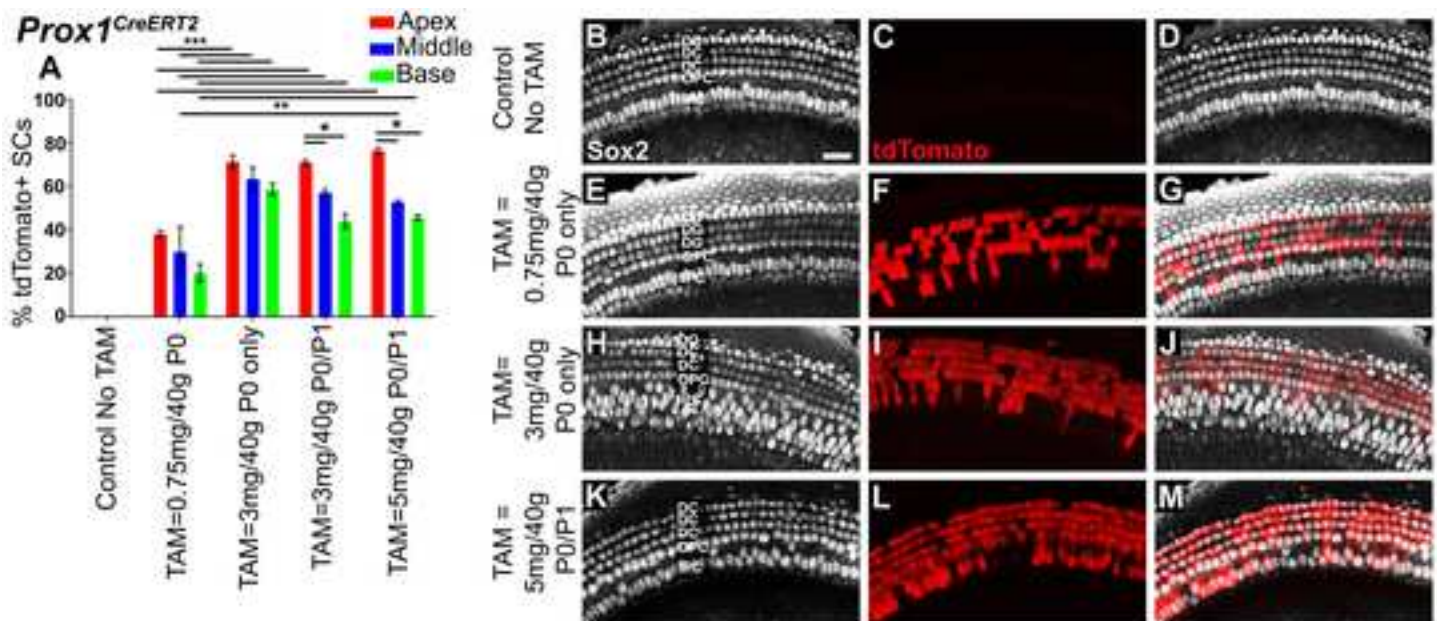 Prox1CreERT2
Apex
Middle
Base
A
***
**
*
*
% tdTomato+ SCs
100
80
60
40
20
0
Control No TAM
TAM=0.75mg/40g P0
TAM=3mg/40g P0 only
TAM=3mg/40g P0/P1
TAM=5mg/40g P0/P1
Control
No TAM
B
Sox2
C
tdTomato
D
TAM =
0.75mg/40g
P0 only
E
F
G
TAM=
3mg/40g
P0 only
H
I
J
TAM =
5mg/40g
P0/P1
K
L
M